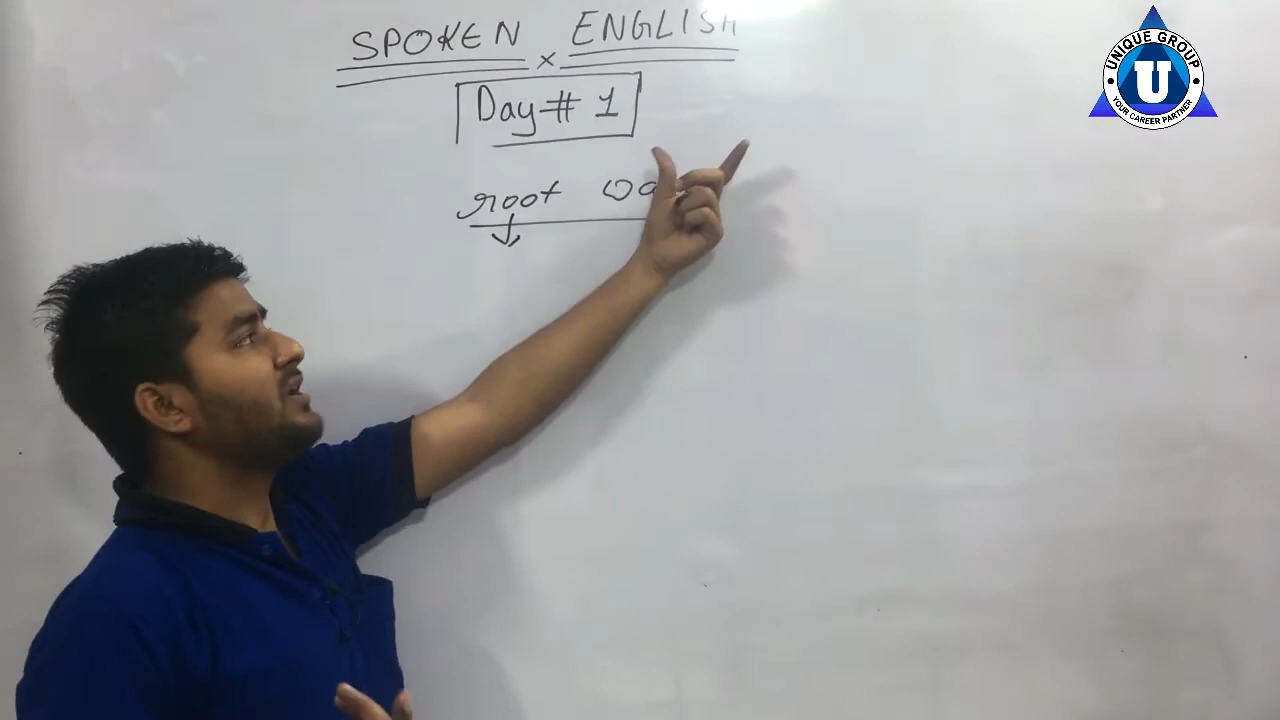 SPOKEN × ENGLISH
Day # 1
root
UNIQUE GROUP
U
YOUR CAREER PARTNER